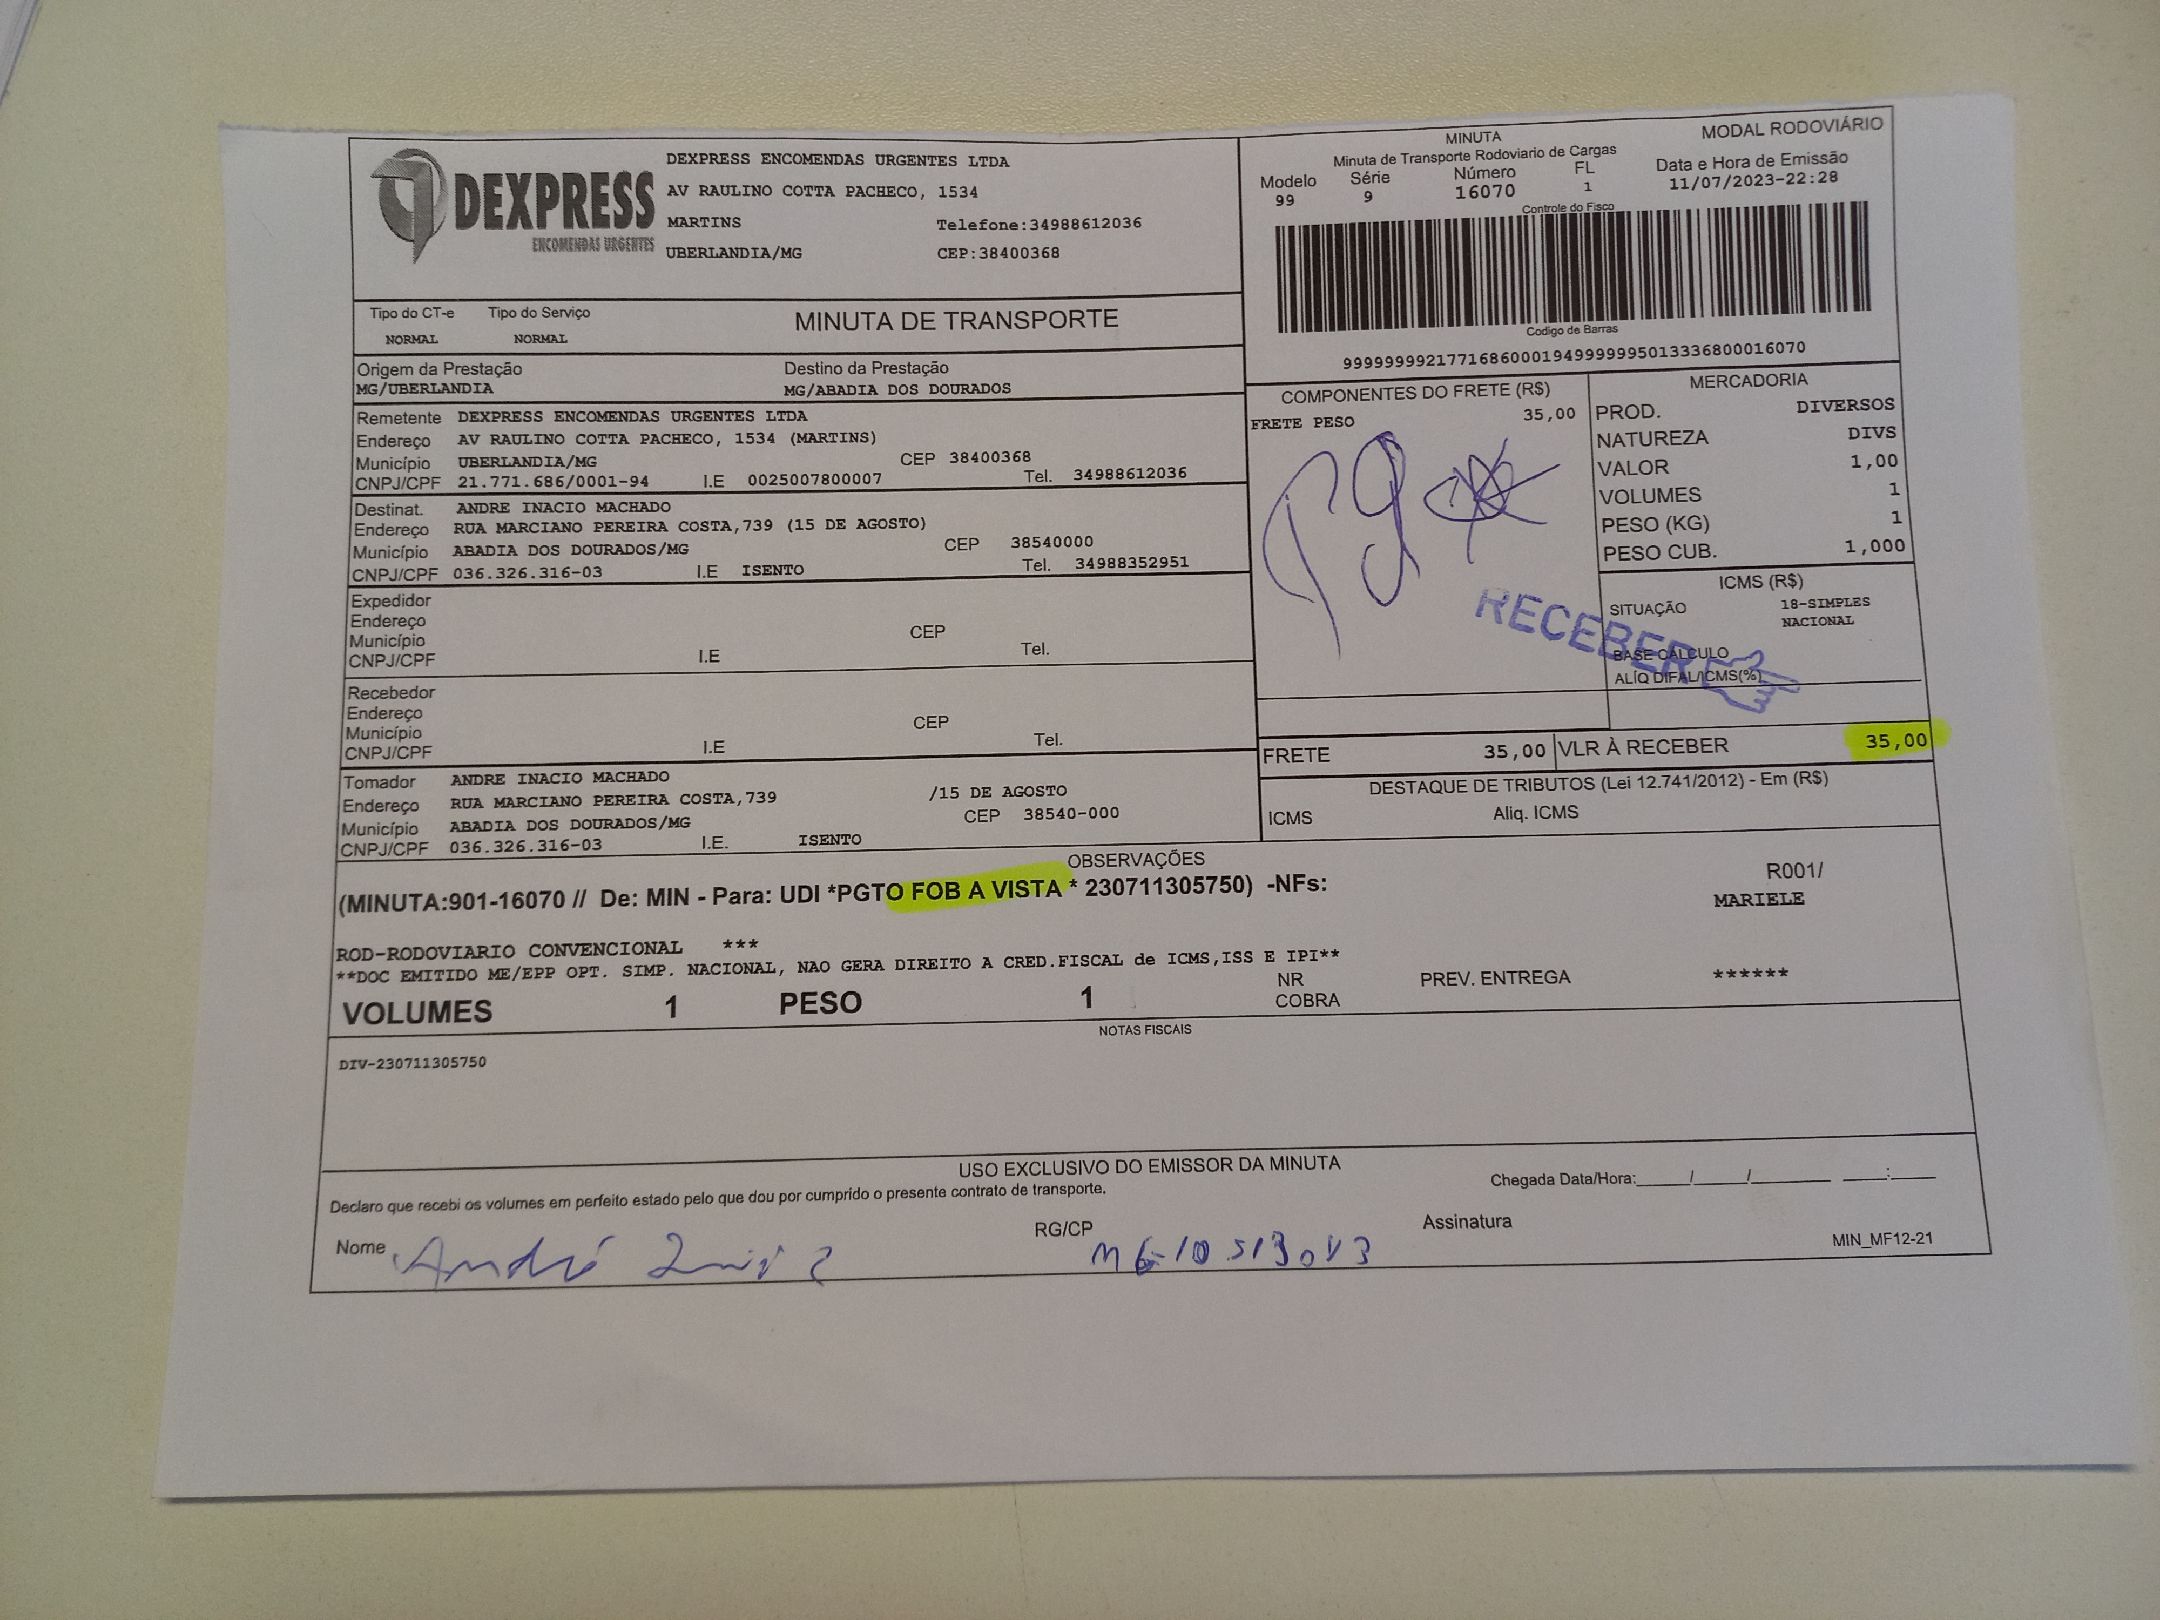 DEXPRESS
ENCOMENDAS URGENTES
DEXPRESS ENCOMENDAS URGENTES LTDA
AV RAULINO COTTA PACHECO, 1534
MARTINS Telefone:34988612036
UBERLANDIA/MG CEP:38400368
MINUTA MODAL RODOVIÁRIO
Minuta de Transporte Rodoviario de Cargas Data e Hora de Emissão
Modelo Série Número FL 11/07/2023-22:28
99 9 16070 1
Controle do Fisco
Codigo de Barras
Tipo do CT-e Tipo do Serviço MINUTA DE TRANSPORTE
NORMAL NORMAL
Origem da Prestação Destino da Prestação
MG/UBERLANDIA MG/ABADIA DOS DOURADOS
Remetente DEXPRESS ENCOMENDAS URGENTES LTDA
Endereço AV RAULINO COTTA PACHECO, 1534 (MARTINS)
Município UBERLANDIA/MG CEP 38400368
CNPJ/CPF 21.771.686/0001-94 I.E 0025007800007 Tel. 34988612036
Destinat. ANDRE INACIO MACHADO
Endereço RUA MARCIANO PEREIRA COSTA,739 (15 DE AGOSTO)
Município ABADIA DOS DOURADOS/MG CEP 38540000
CNPJ/CPF 036.326.316-03 I.E ISENTO Tel. 34988352951
Expedidor
Endereço
Município CEP
CNPJ/CPF I.E Tel.
Recebedor
Endereço
Município CEP
CNPJ/CPF I.E Tel.
Tomador ANDRE INACIO MACHADO
Endereço RUA MARCIANO PEREIRA COSTA,739 /15 DE AGOSTO
Município ABADIA DOS DOURADOS/MG CEP 38540-000
CNPJ/CPF 036.326.316-03 I.E. ISENTO
COMPONENTES DO FRETE (R$)
FRETE PESO 35,00
Pg
RECEBER
MERCADORIA
PROD. DIVERSOS
NATUREZA DIVS
VALOR 1,00
VOLUMES 1
PESO (KG) 1
PESO CUB. 1,000
ICMS (R$)
SITUAÇÃO 18-SIMPLES
NACIONAL
BASE CÁLCULO
ALÍQ DIFAL/ICMS(%)
FRETE 35,00 VLR À RECEBER 35,00
DESTAQUE DE TRIBUTOS (Lei 12.741/2012) - Em (R$)
ICMS Aliq. ICMS
OBSERVAÇÕES
(MINUTA:901-16070 // De: MIN - Para: UDI *PGTO FOB A VISTA * 230711305750) -NFs:
R001/
MARIELE
ROD-RODOVIARIO CONVENCIONAL ***
**DOC EMITIDO ME/EPP OPT. SIMP. NACIONAL, NAO GERA DIREITO A CRED.FISCAL de ICMS,ISS E IPI**
VOLUMES 1 PESO 1 NR PREV. ENTREGA ******
COBRA
NOTAS FISCAIS
DIV-230711305750
USO EXCLUSIVO DO EMISSOR DA MINUTA
Declaro que recebi os volumes em perfeito estado pelo que dou por cumprido o presente contrato de transporte.
Chegada Data/Hora:____/____/______ ____:____
Nome André RG/CP Assinatura
MIN_MF12-21